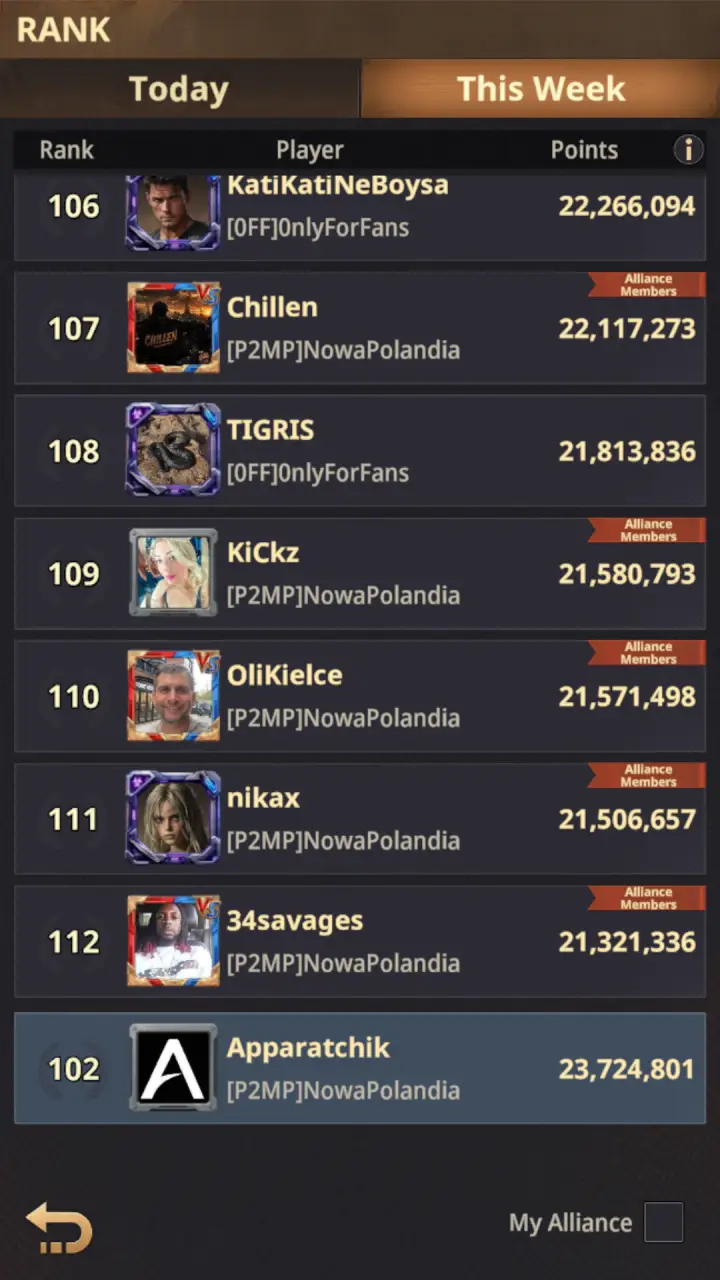 RANK
Today
This Week
Rank
Player
Points
106
KatiKatiNeBoysa
[0FF]0nlyForFans
22,266,094
Alliance
Members
107
CHILLEN
Chillen
[P2MP]NowaPolandia
22,117,273
108
TIGRIS
[0FF]0nlyForFans
21,813,836
Alliance
Members
109
KiCkz
[P2MP]NowaPolandia
21,580,793
Alliance
Members
110
OliKielce
[P2MP]NowaPolandia
21,571,498
Alliance
Members
111
nikax
[P2MP]NowaPolandia
21,506,657
Alliance
Members
112
34savages
[P2MP]NowaPolandia
21,321,336
102
A
Apparatchik
[P2MP]NowaPolandia
23,724,801
My Alliance